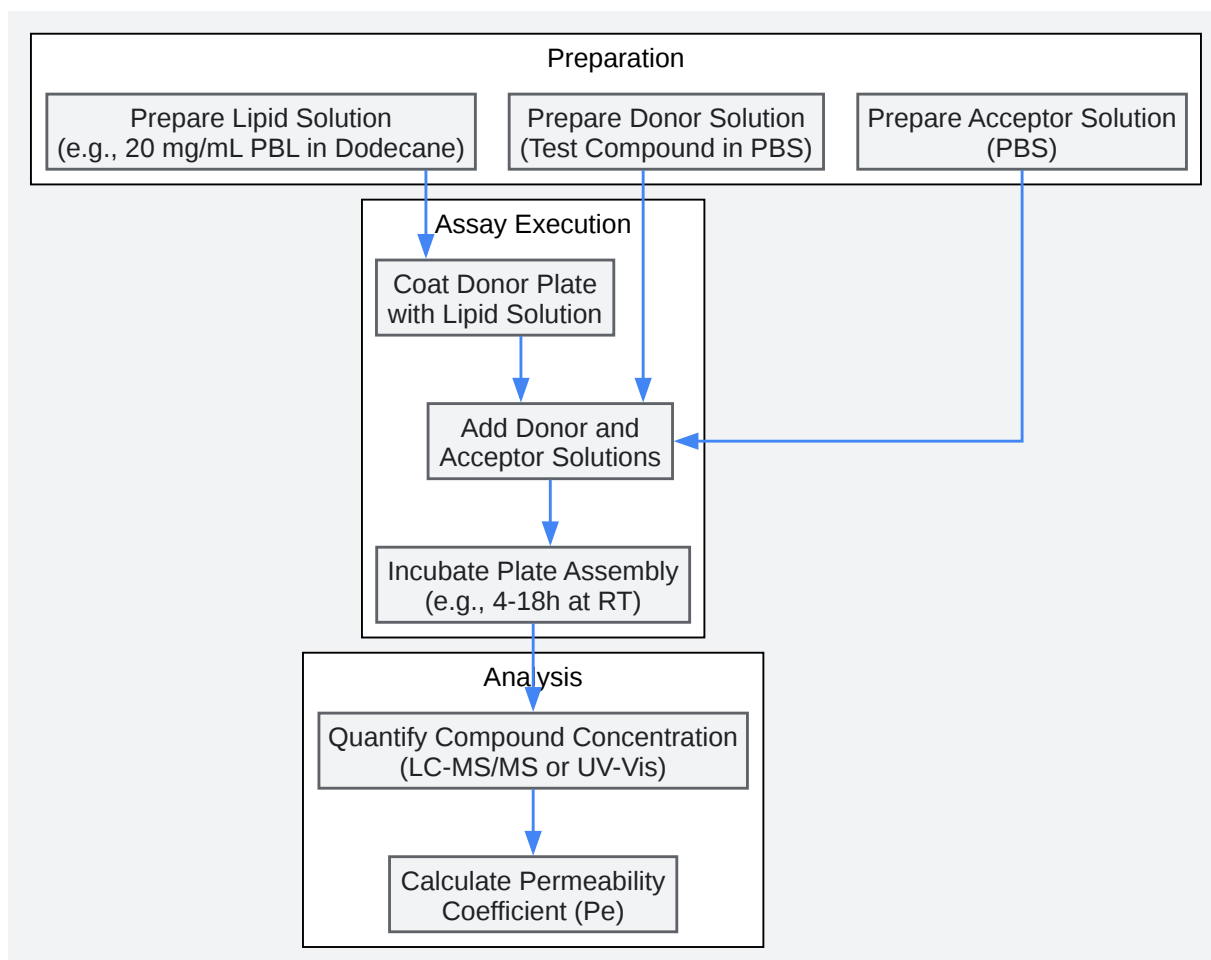 Preparation
Prepare Lipid Solution
(e.g., 20 mg/mL PBL in Dodecane)
Prepare Donor Solution
(Test Compound in PBS)
Prepare Acceptor Solution
(PBS)
Assay Execution
Coat Donor Plate
with Lipid Solution
Add Donor and
Acceptor Solutions
Incubate Plate Assembly
(e.g., 4-18h at RT)
Analysis
Quantify Compound Concentration
(LC-MS/MS or UV-Vis)
Calculate Permeability
Coefficient (Pe)